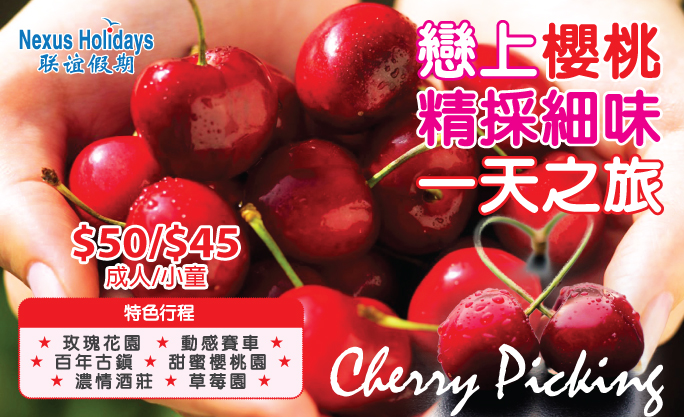 Nexus Holidays
联谊假期
戀上櫻桃
精採細味
一天之旅
$50/$45
成人/小童
特色行程
★ 玫瑰花園 ★ 動感賽車 ★
★ 百年古鎮 ★ 甜蜜櫻桃園 ★
★ 濃情酒莊 ★ 草莓園 ★
Cherry Picking